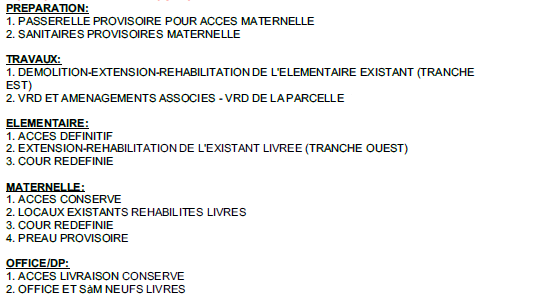 PREPARATION:
1. PASSERELLE PROVISOIRE POUR ACCES MATERNELLE
2. SANITAIRES PROVISOIRES MATERNELLE
TRAVAUX:
1. DEMOLITION-EXTENSION-REHABILITATION DE L'ELEMENTAIRE EXISTANT (TRANCHE
EST)
2. VRD ET AMENAGEMENTS ASSOCIES - VRD DE LA PARCELLE
ELEMENTAIRE:
1. ACCES DEFINITIF
2. EXTENSION-REHABILITATION DE L'EXISTANT LIVREE (TRANCHE OUEST)
3. COUR REDEFINIE
MATERNELLE:
1. ACCES CONSERVE
2. LOCAUX EXISTANTS REHABILITES LIVRES
3. COUR REDEFINIE
4. PREAU PROVISOIRE
OFFICE/DP:
1. ACCES LIVRAISON CONSERVE
2. OFFICE ET SàM NEUFS LIVRES